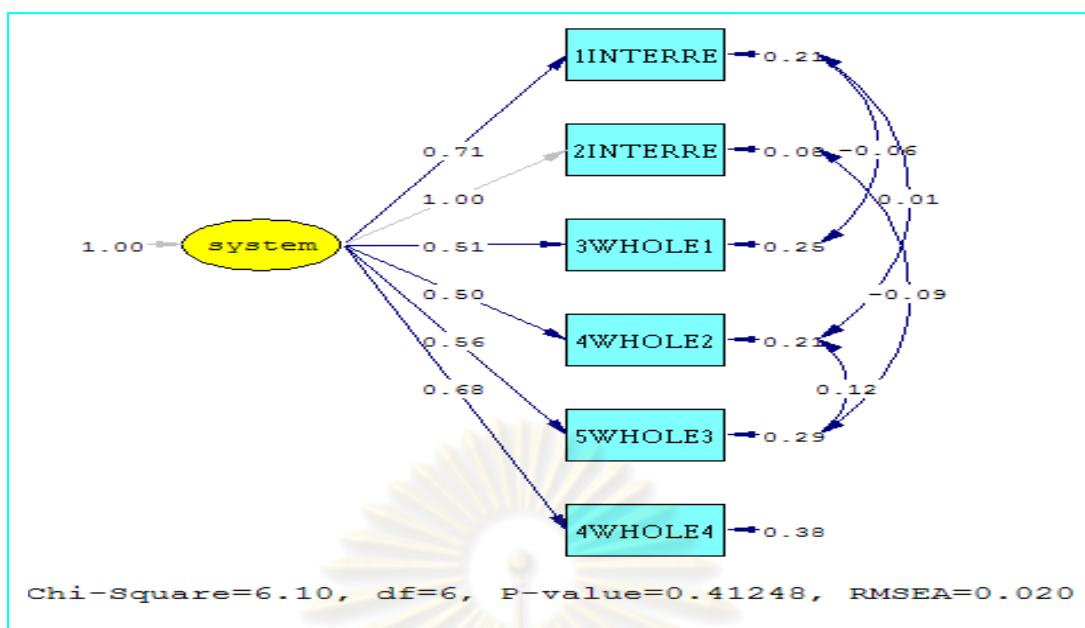 1INTERRE 0.21
0.71 2INTERRE 0.08 -0.06
1.00 0.01
1.00 system 0.51 3WHOLE1 0.25
0.50 -0.09
0.56 4WHOLE2 0.21
0.68 0.12
5WHOLE3 0.29
4WHOLE4 0.38
Chi-Square=6.10, df=6, P-value=0.41248, RMSEA=0.020